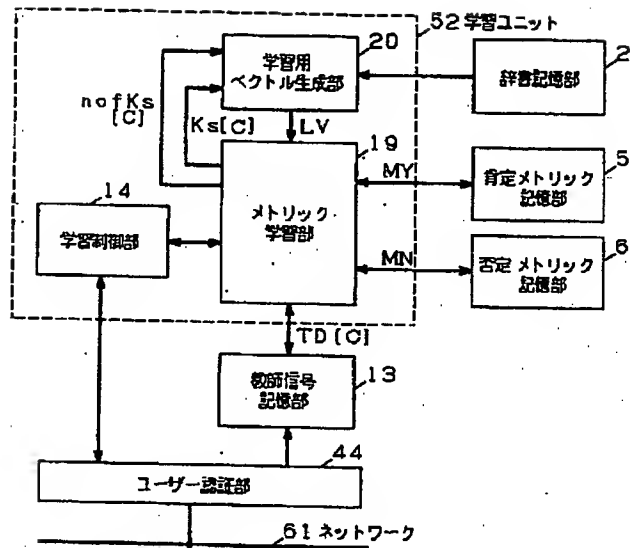 52 学習ユニット
20
学習用
ベクトル生成部
2
辞書記憶部
nofKs
[C]
Ks[C]
LV
19
メトリック
学習部
MY
5
肯定メトリック
記憶部
14
学習制御部
MN
6
否定メトリック
記憶部
TD[C]
教師信号
記憶部
13
44
ユーザー認証部
61 ネットワーク